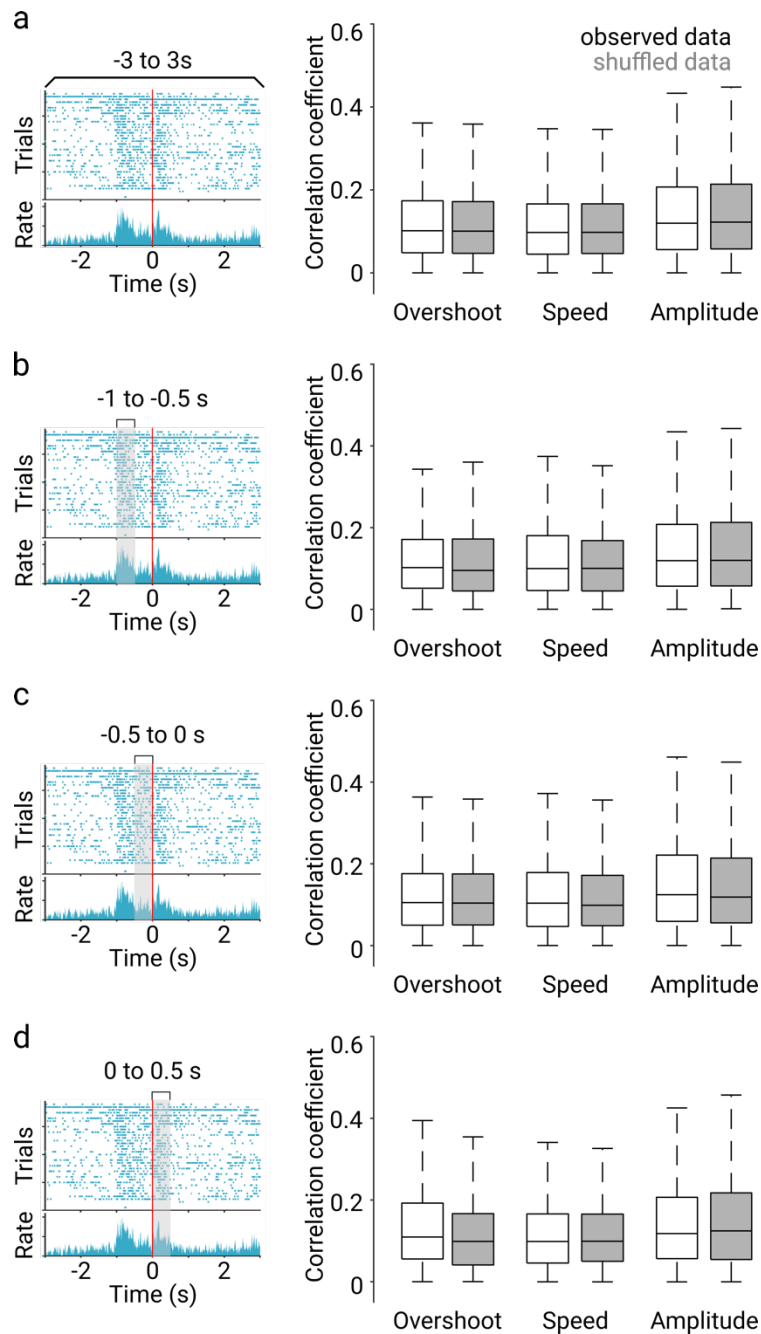 a
-3 to 3s
Trials
Rate
-2 0 2
Time (s)
observed data
shuffled data
Correlation coefficient
0.6
0.4
0.2
0
Overshoot Speed Amplitude
b
-1 to -0.5 s
Trials
Rate
-2 0 2
Time (s)
Correlation coefficient
0.6
0.4
0.2
0
Overshoot Speed Amplitude
c
-0.5 to 0 s
Trials
Rate
-2 0 2
Time (s)
Correlation coefficient
0.6
0.4
0.2
0
Overshoot Speed Amplitude
d
0 to 0.5 s
Trials
Rate
-2 0 2
Time (s)
Correlation coefficient
0.6
0.4
0.2
0
Overshoot Speed Amplitude